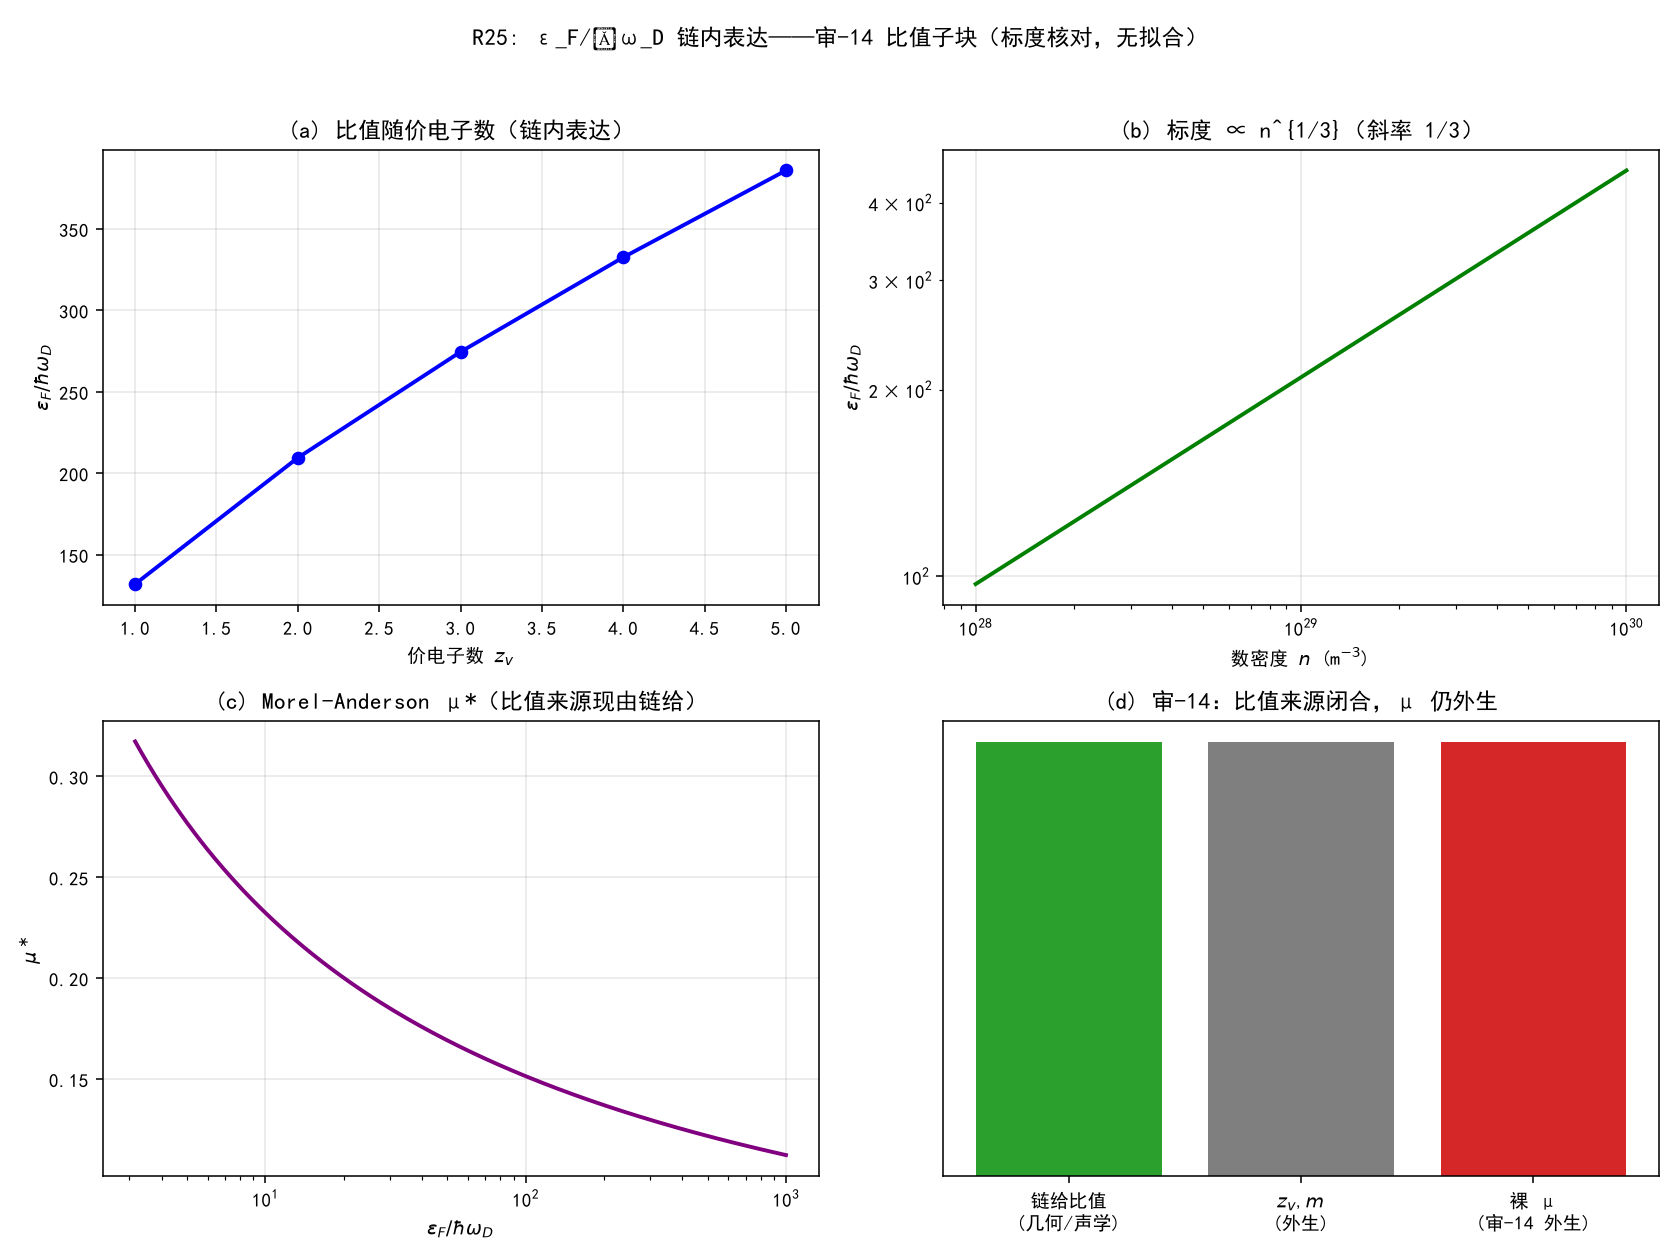 R25: ε_F/ω_D 链内表达——审-14 比值子块（标度核对，无拟合）
(a) 比值随价电子数（链内表达）
ε_F/ħω_D
350
300
250
200
150
1.0 1.5 2.0 2.5 3.0 3.5 4.0 4.5 5.0
价电子数 z_v
(b) 标度 ∝ n^{1/3}（斜率 1/3）
ε_F/ħω_D
4 × 10²
3 × 10²
2 × 10²
10²
10²⁸ 10²⁹ 10³⁰
数密度 n (m⁻³)
(c) Morel-Anderson μ*（比值来源现由链给）
μ*
0.30
0.25
0.20
0.15
10¹ 10² 10³
ε_F/ħω_D
(d) 审-14：比值来源闭合，μ 仍外生
链给比值
(几何/声学)
z_v, m
(外生)
裸 μ
(审-14 外生)